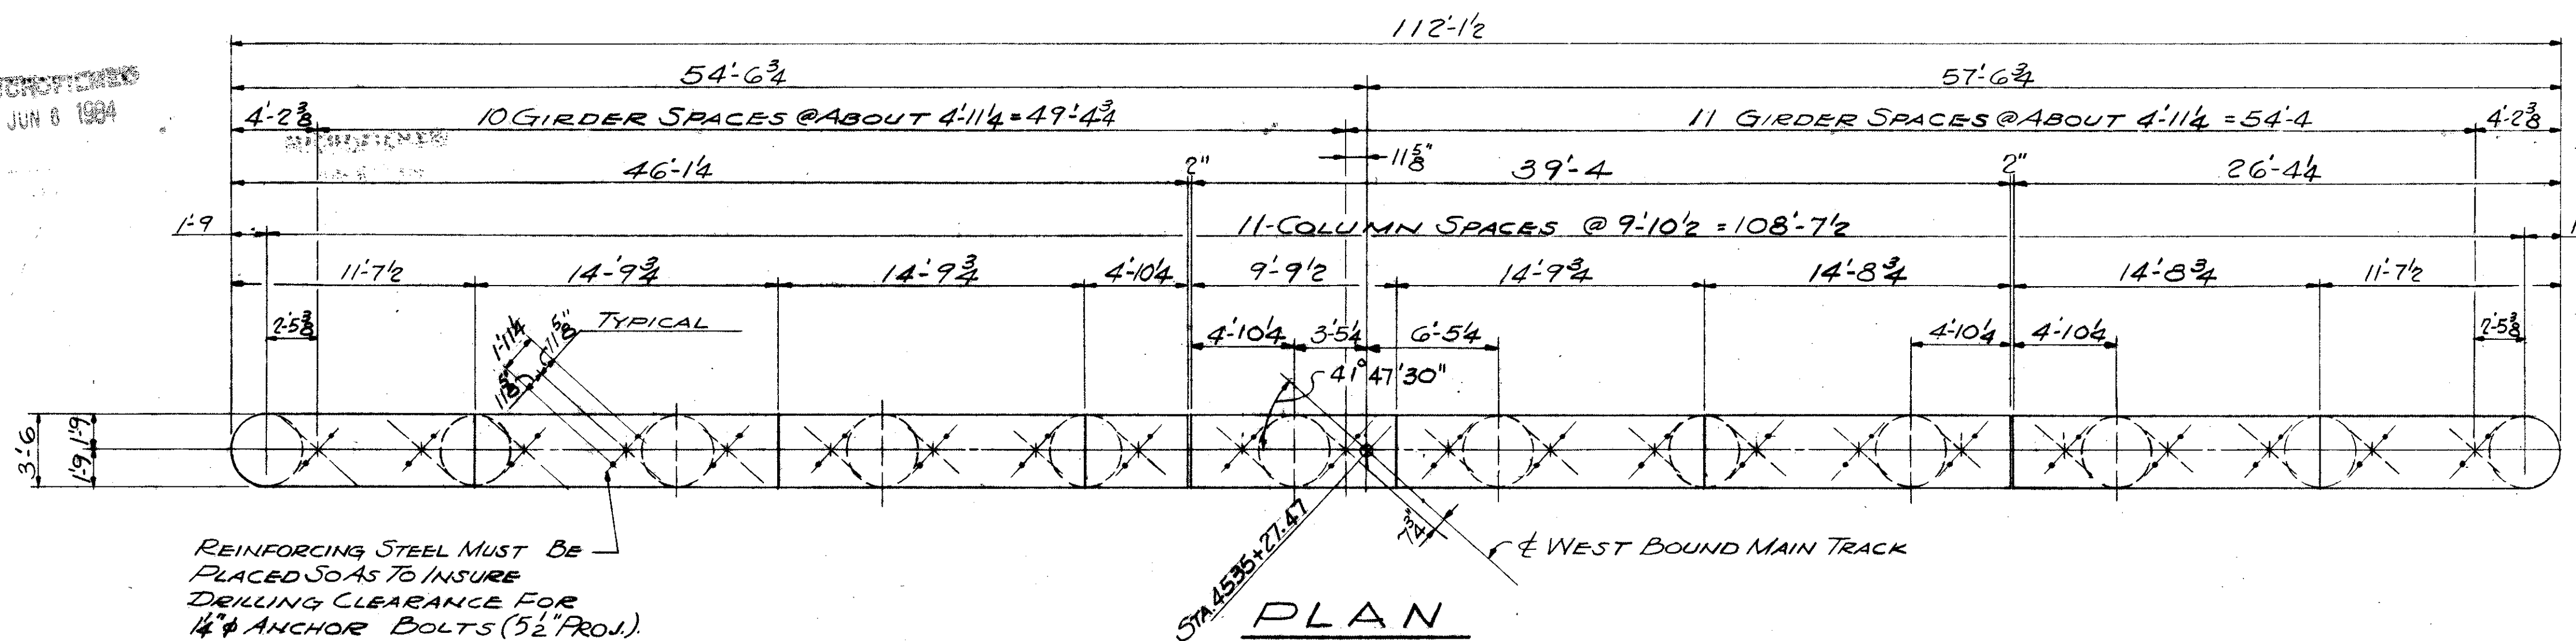 112'-1½
54'-6¾
57'-6¾
JUN 6 1984
4'-2⅜
10 GIRDER SPACES @ ABOUT 4'-11¼ = 49'-4¾
11 GIRDER SPACES @ ABOUT 4'-11¼ = 54'-4
4'-2⅜
11⅝"
46'-1¼
2"
39'-4
2"
26'-4¼
1'-9
11-COLUMN SPACES @ 9'-10½ = 108'-7½
11'-7½
14'-9¾
14'-9¾
4'-10¼
9'-9½
14'-9¾
14'-8¾
14'-8¾
11'-7½
2'-5⅜
1'-11¼
11⅝"
11⅝"
TYPICAL
4'-10¼
3'-5¼
6'-5¼
4'-10¼
4'-10¼
2'-5⅜
41° 47' 30"
3'-6
1'-9
1'-9
7¾"
STA. 4535+27.47
℄ WEST BOUND MAIN TRACK
REINFORCING STEEL MUST BE
PLACED SO AS TO INSURE
DRILLING CLEARANCE FOR
1¼"φ ANCHOR BOLTS (5½" PROJ.).
PLAN